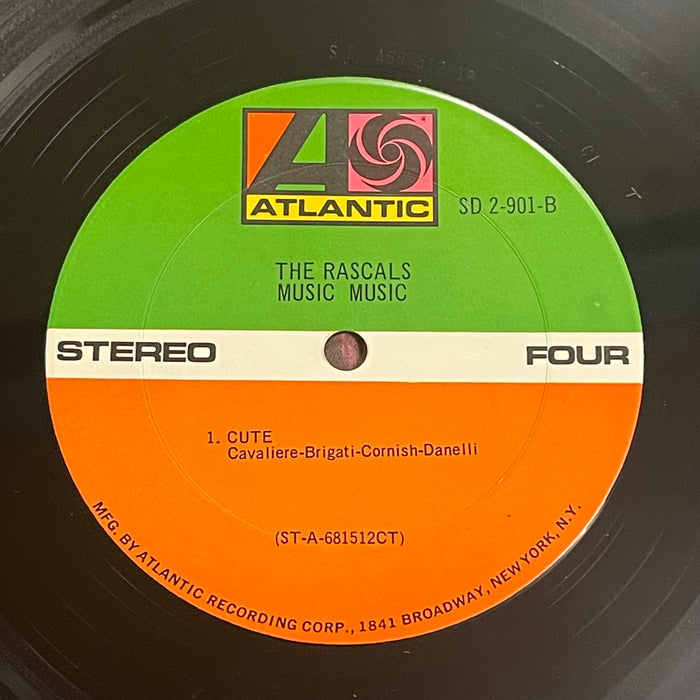 ATLANTIC
SD 2-901-B
THE RASCALS
MUSIC MUSIC
STEREO
FOUR
1. CUTE
Cavaliere-Brigati-Cornish-Danelli
(ST-A-681512CT)
MFG. BY ATLANTIC RECORDING CORP., 1841 BROADWAY, NEW YORK, N.Y.